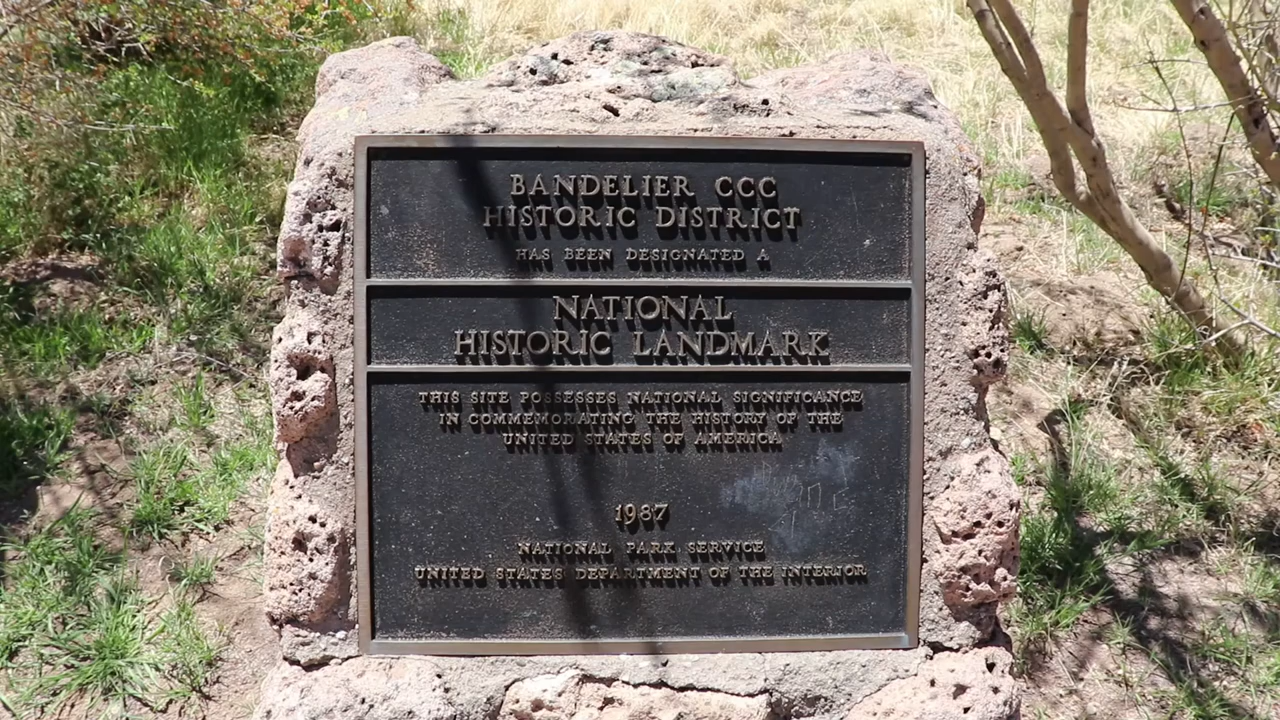 BANDELIER CCC
HISTORIC DISTRICT
HAS BEEN DESIGNATED A
NATIONAL
HISTORIC LANDMARK
THIS SITE POSSESSES NATIONAL SIGNIFICANCE
IN COMMEMORATING THE HISTORY OF THE
UNITED STATES OF AMERICA
1987
NATIONAL PARK SERVICE
UNITED STATES DEPARTMENT OF THE INTERIOR